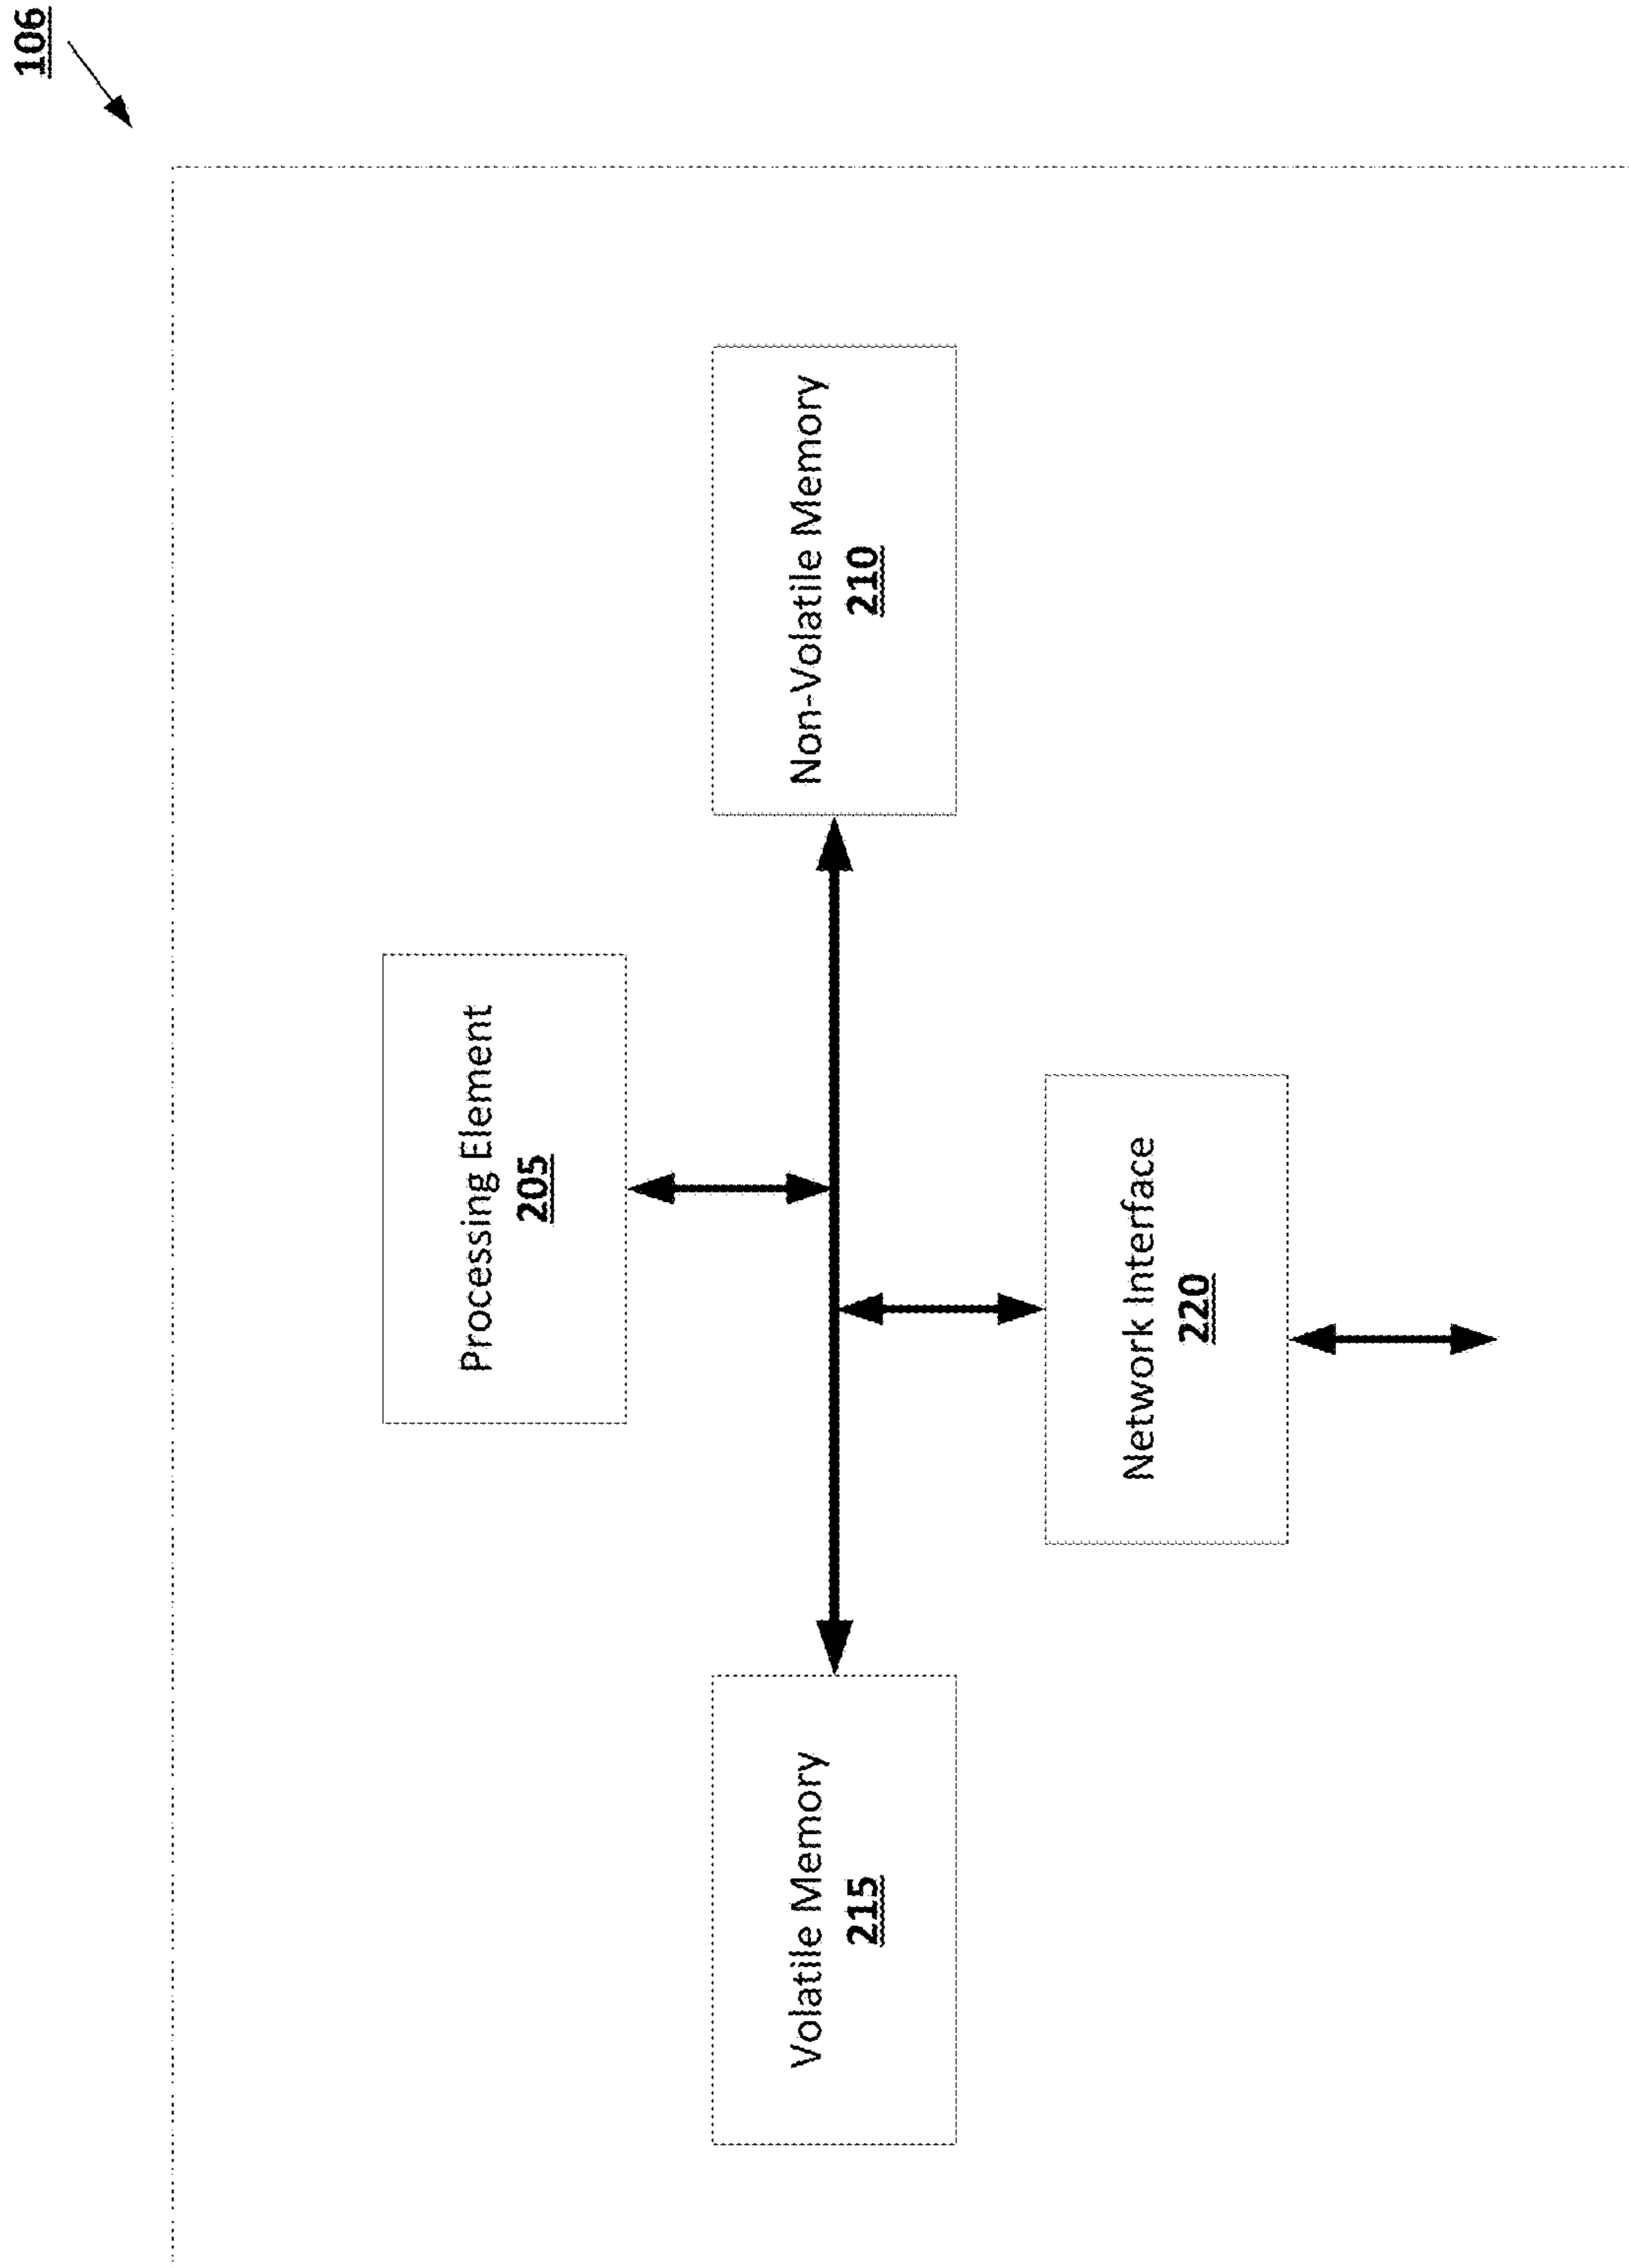 106
Processing Element
205
Volatile Memory
215
Non-Volatile Memory
210
Network Interface
220